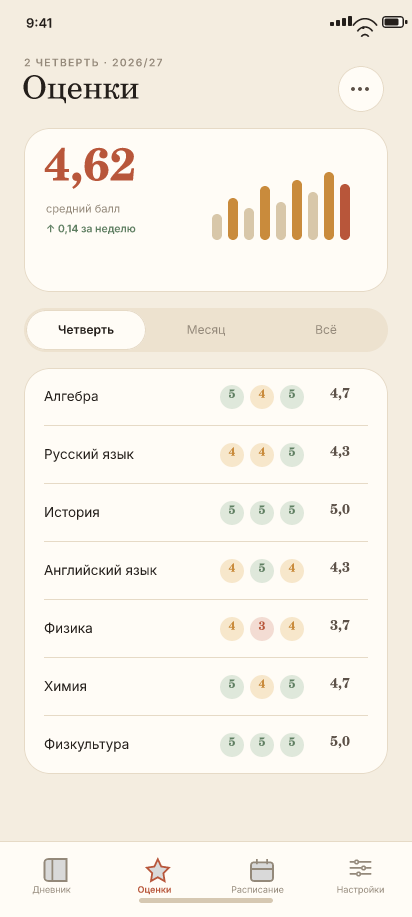 9:41
2 ЧЕТВЕРТЬ · 2026/27
Оценки
4,62
средний балл
↑ 0,14 за неделю
Четверть Месяц Всё
Алгебра 5 4 5 4,7
Русский язык 4 4 5 4,3
История 5 5 5 5,0
Английский язык 4 5 4 4,3
Физика 4 3 4 3,7
Химия 5 4 5 4,7
Физкультура 5 5 5 5,0
Дневник Оценки Расписание Настройки